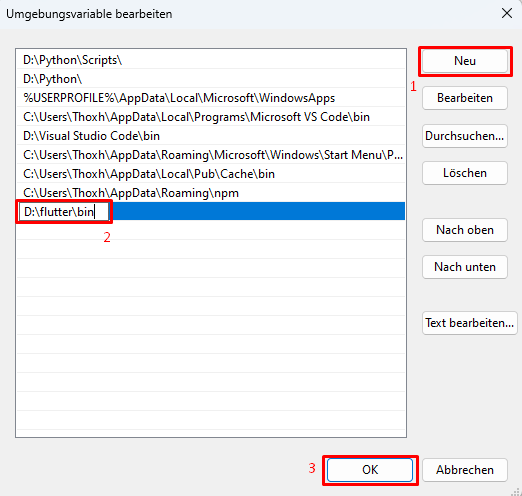 Umgebungsvariable bearbeiten
D:\Python\Scripts\
D:\Python\
%USERPROFILE%\AppData\Local\Microsoft\WindowsApps
C:\Users\Thoxh\AppData\Local\Programs\Microsoft VS Code\bin
D:\Visual Studio Code\bin
C:\Users\Thoxh\AppData\Roaming\Microsoft\Windows\Start Menu\P...
C:\Users\Thoxh\AppData\Local\Pub\Cache\bin
C:\Users\Thoxh\AppData\Roaming\npm
D:\flutter\bin
2
1
Neu
Bearbeiten
Durchsuchen...
Löschen
Nach oben
Nach unten
Text bearbeiten...
3
OK
Abbrechen